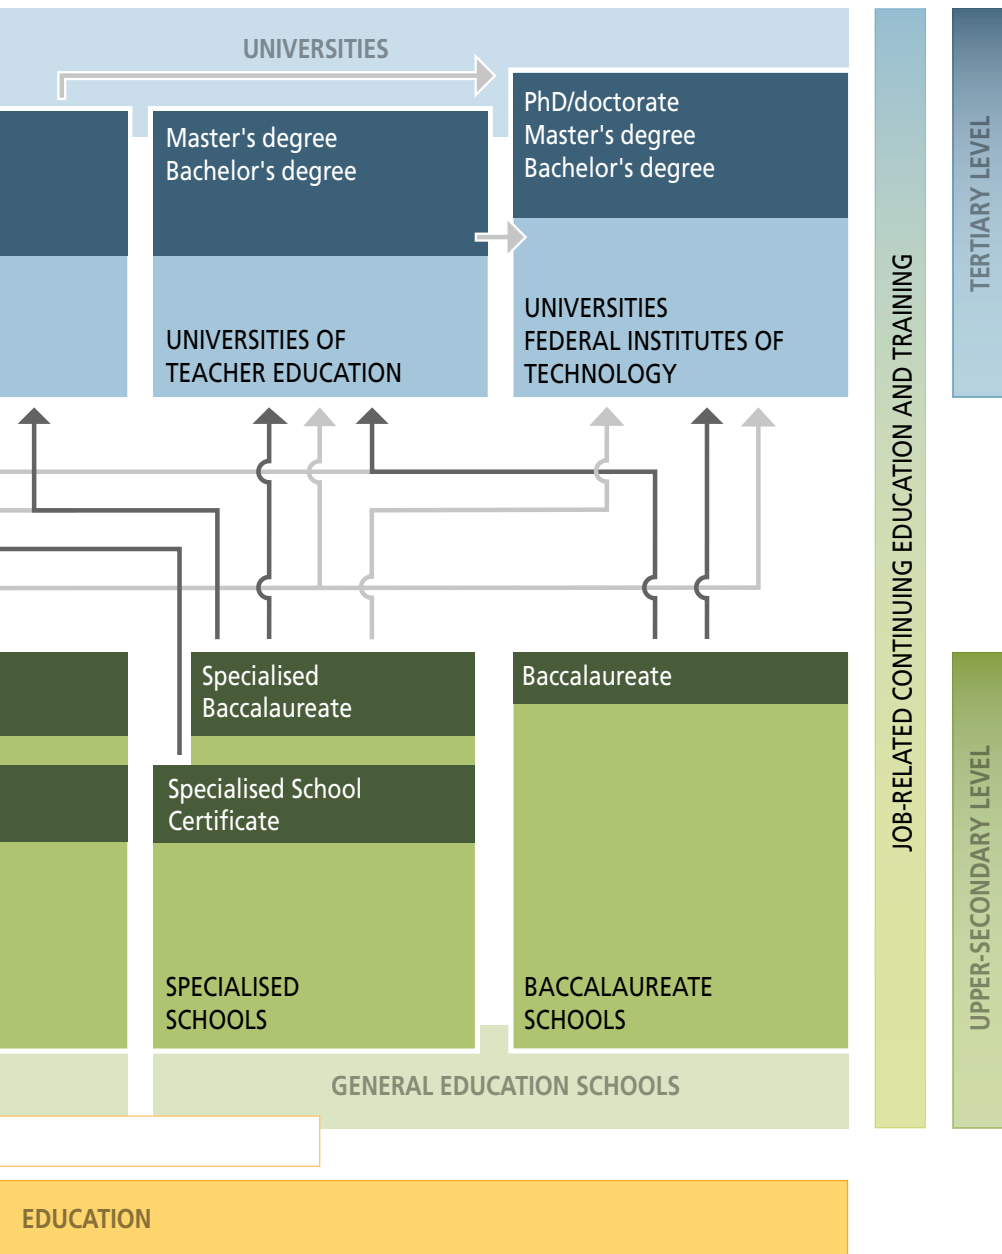 UNIVERSITIES
Master's degree
Bachelor's degree
PhD/doctorate
Master's degree
Bachelor's degree
UNIVERSITIES OF
TEACHER EDUCATION
UNIVERSITIES
FEDERAL INSTITUTES OF
TECHNOLOGY
Specialised
Baccalaureate
Baccalaureate
Specialised School
Certificate
SPECIALISED
SCHOOLS
BACCALAUREATE
SCHOOLS
GENERAL EDUCATION SCHOOLS
EDUCATION
JOB-RELATED CONTINUING EDUCATION AND TRAINING
TERTIARY LEVEL
UPPER-SECONDARY LEVEL